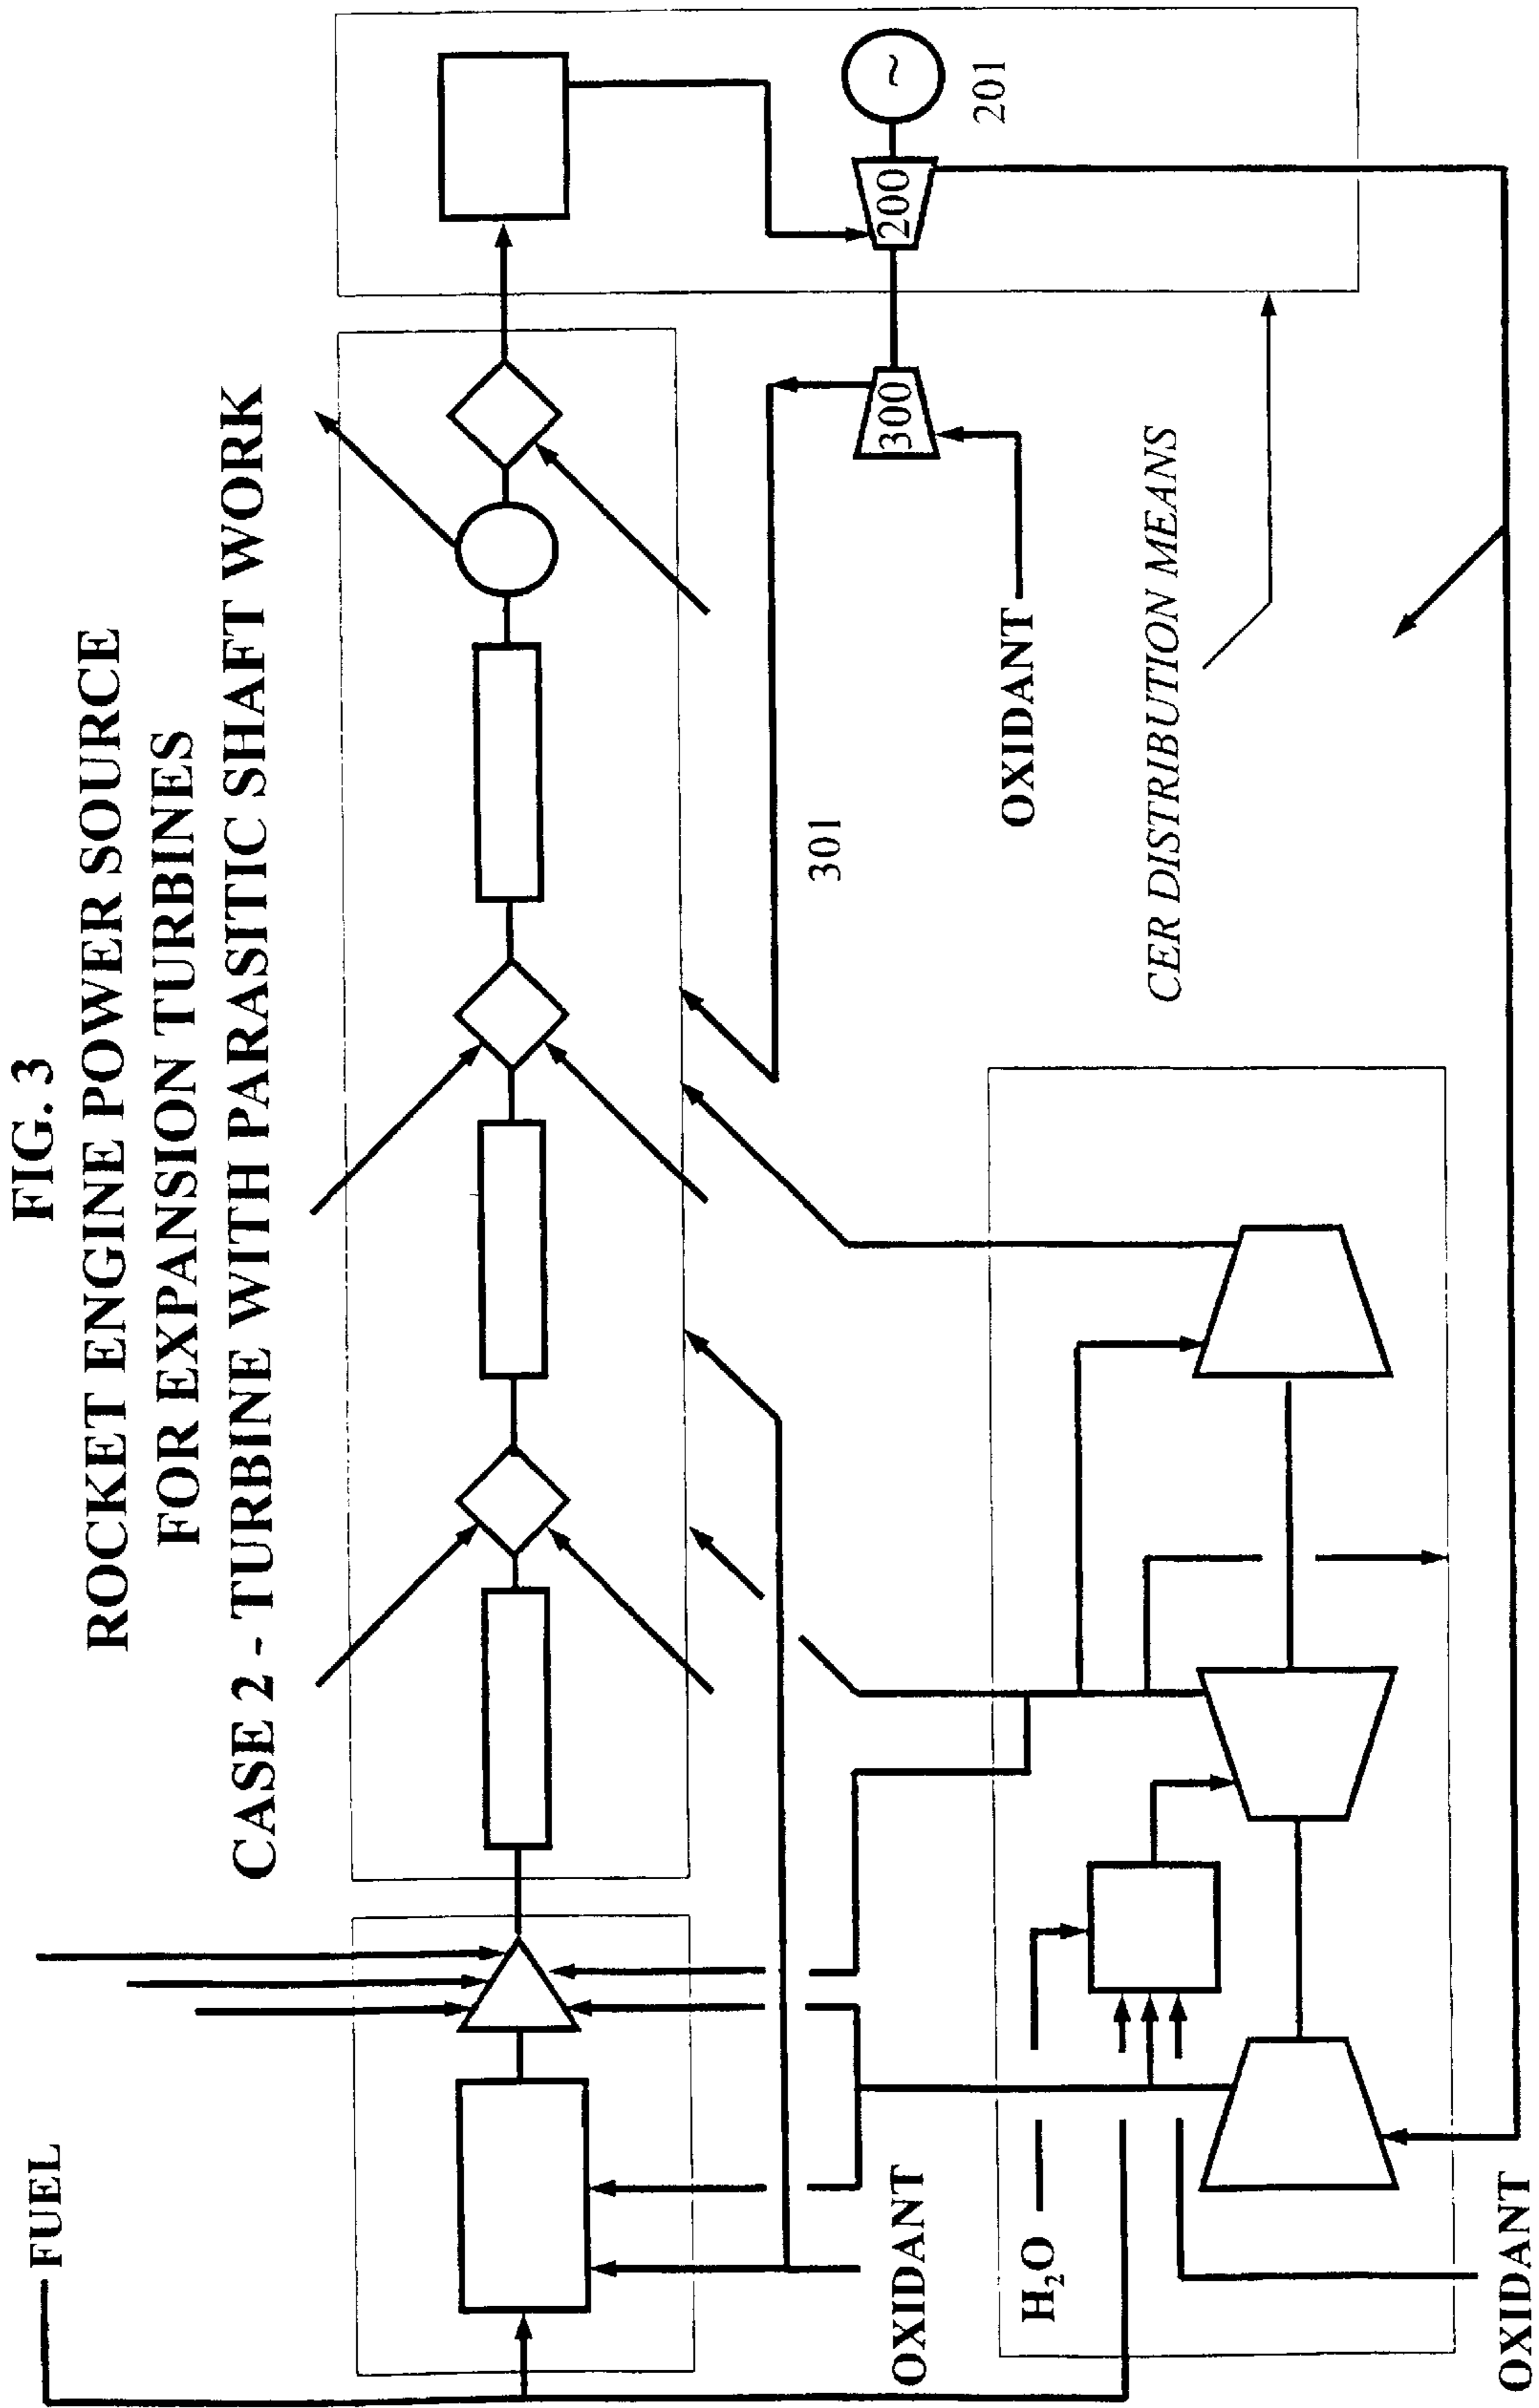 FIG. 3
ROCKET ENGINE POWER SOURCE
FOR EXPANSION TURBINES
CASE 2 - TURBINE WITH PARASITIC SHAFT WORK
FUEL
~
200
201
300
301
OXIDANT
OXIDANT
CER DISTRIBUTION MEANS
H₂O
OXIDANT